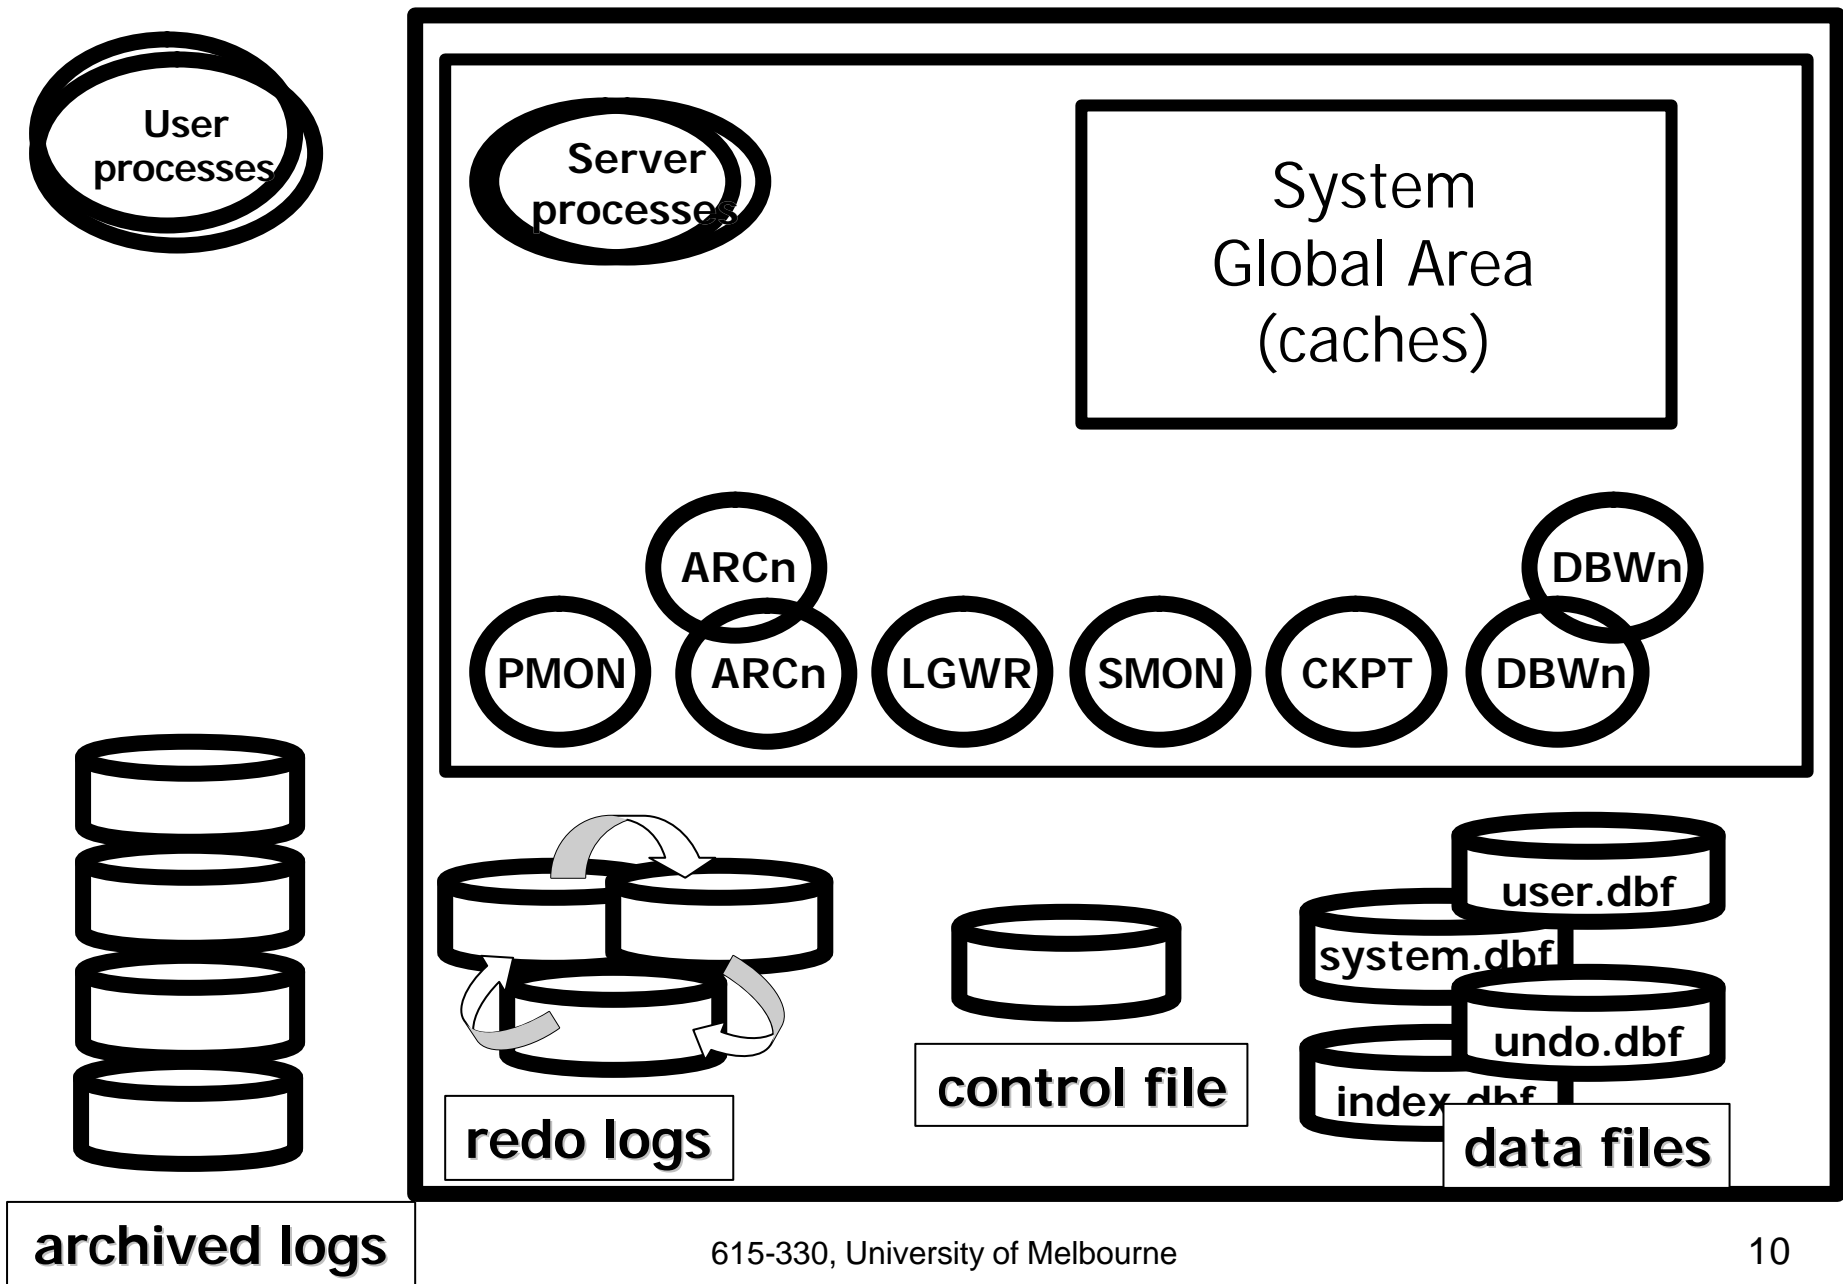 User
processes
Server
processes
System
Global Area
(caches)
ARCn
DBWn
PMON
ARCn
LGWR
SMON
CKPT
DBWn
user.dbf
system.dbf
undo.dbf
index.dbf
control file
redo logs
data files
archived logs
615-330, University of Melbourne
10